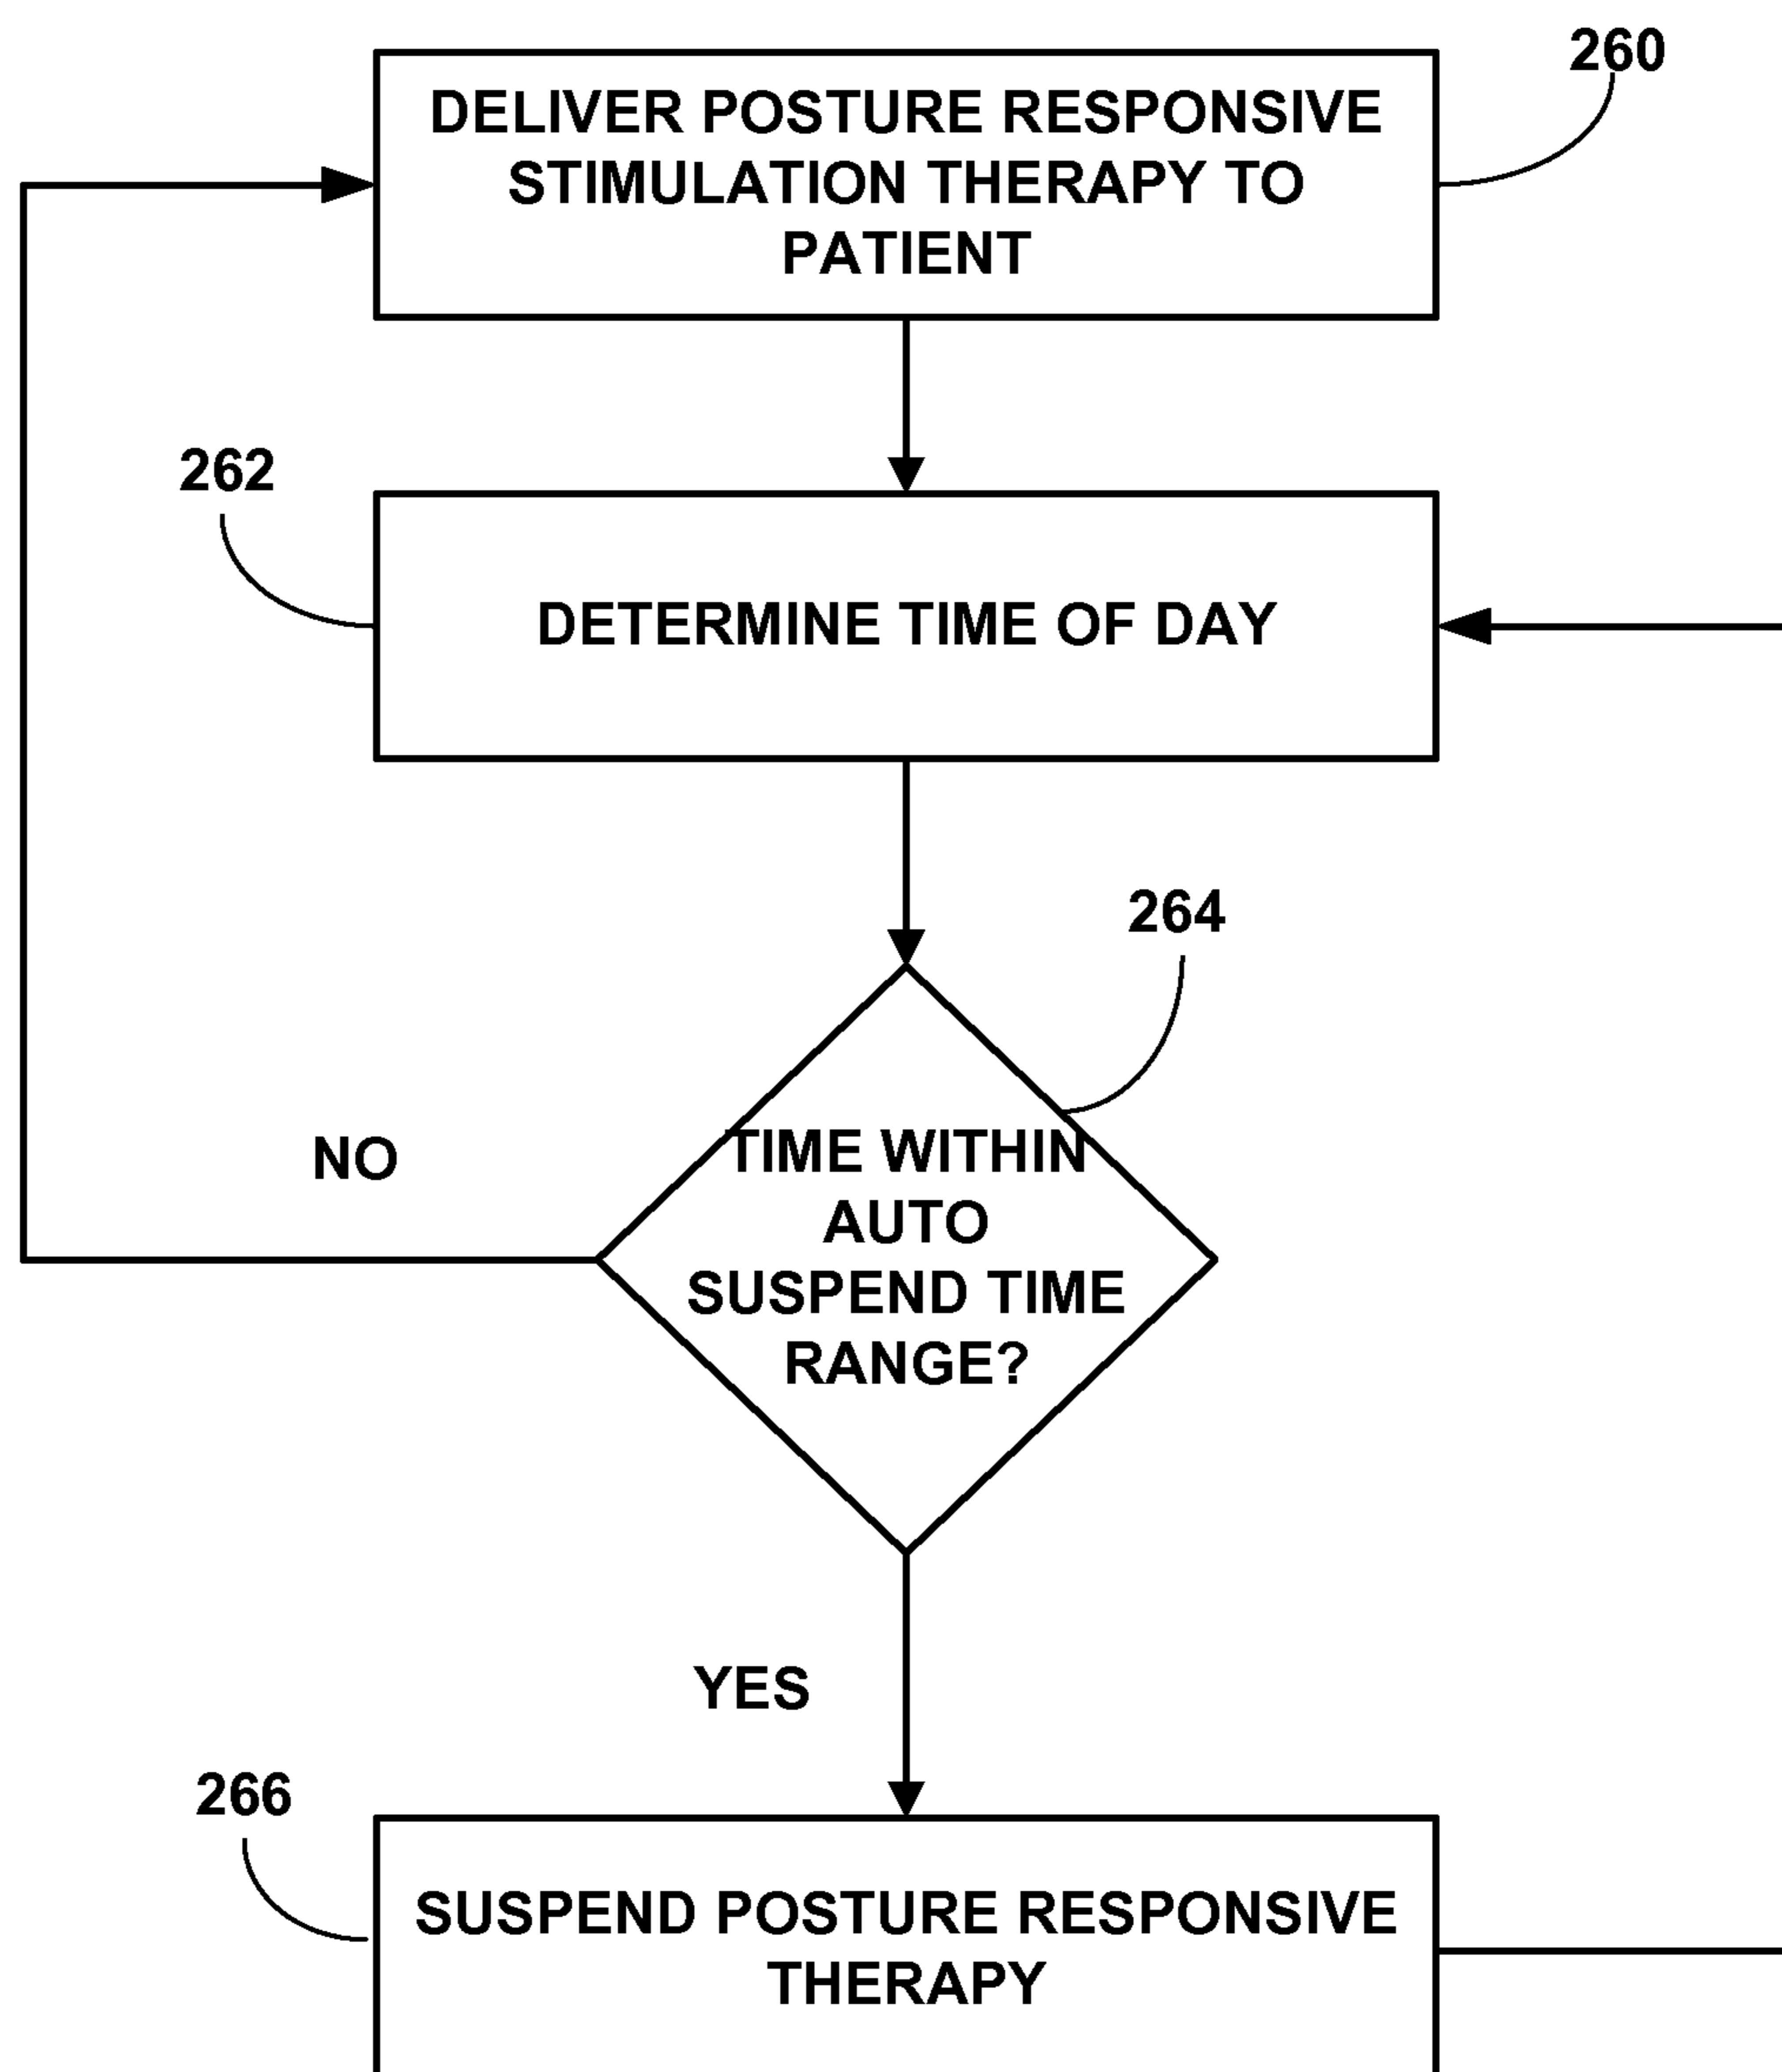 260
DELIVER POSTURE RESPONSIVE
STIMULATION THERAPY TO
PATIENT
262
DETERMINE TIME OF DAY
264
TIME WITHIN
AUTO
SUSPEND TIME
RANGE?
NO
YES
266
SUSPEND POSTURE RESPONSIVE
THERAPY